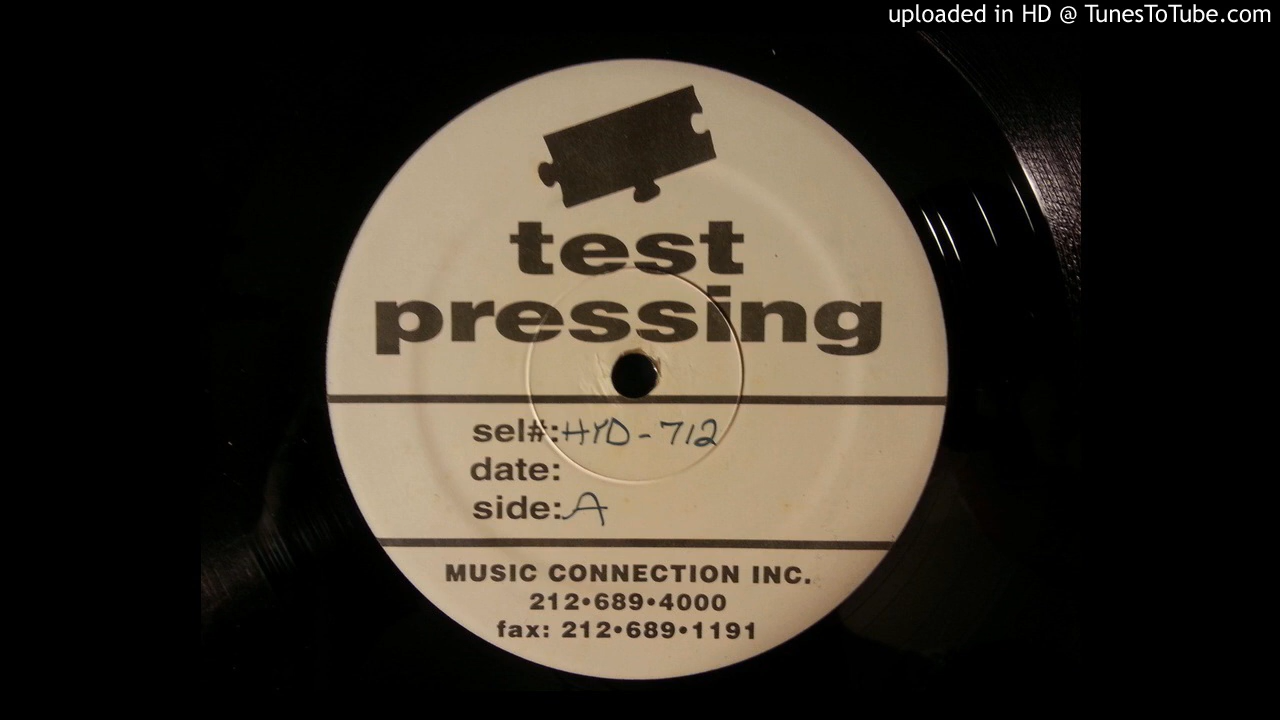 uploaded in HD @ TunesToTube.com
test
pressing
sel#: HYD-712
date:
side: A
MUSIC CONNECTION INC.
212•689•4000
fax: 212•689•1191